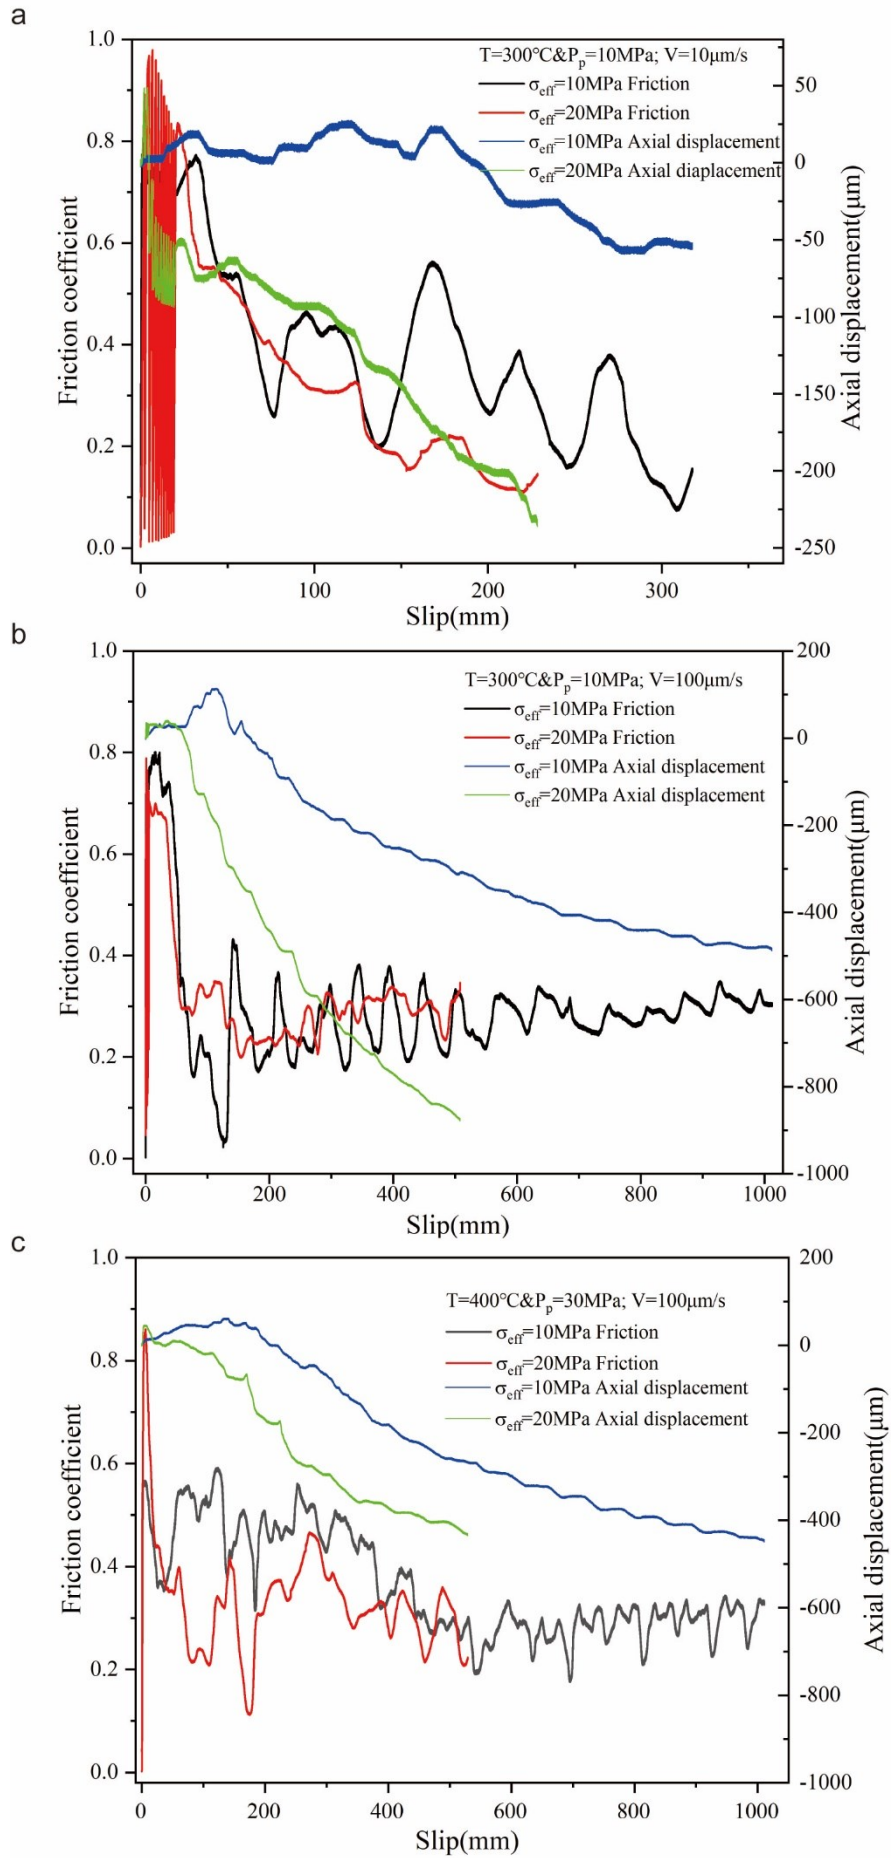 a
T=300℃&Pp=10MPa; V=10μm/s
σeff=10MPa Friction
σeff=20MPa Friction
σeff=10MPa Axial displacement
σeff=20MPa Axial diaplacement
1.0
0.8
0.6
0.4
0.2
0.0
Friction coefficient
50
0
-50
-100
-150
-200
-250
Axial displacement(μm)
0
100
200
300
Slip(mm)
b
T=300℃&Pp=10MPa; V=100μm/s
σeff=10MPa Friction
σeff=20MPa Friction
σeff=10MPa Axial displacement
σeff=20MPa Axial displacement
1.0
0.8
0.6
0.4
0.2
0.0
Friction coefficient
200
0
-200
-400
-600
-800
-1000
Axial displacement(μm)
0
200
400
600
800
1000
Slip(mm)
c
T=400℃&Pp=30MPa; V=100μm/s
σeff=10MPa Friction
σeff=20MPa Friction
σeff=10MPa Axial displacement
σeff=20MPa Axial displacement
1.0
0.8
0.6
0.4
0.2
0.0
Friction coefficient
200
0
-200
-400
-600
-800
-1000
Axial displacement(μm)
0
200
400
600
800
1000
Slip(mm)